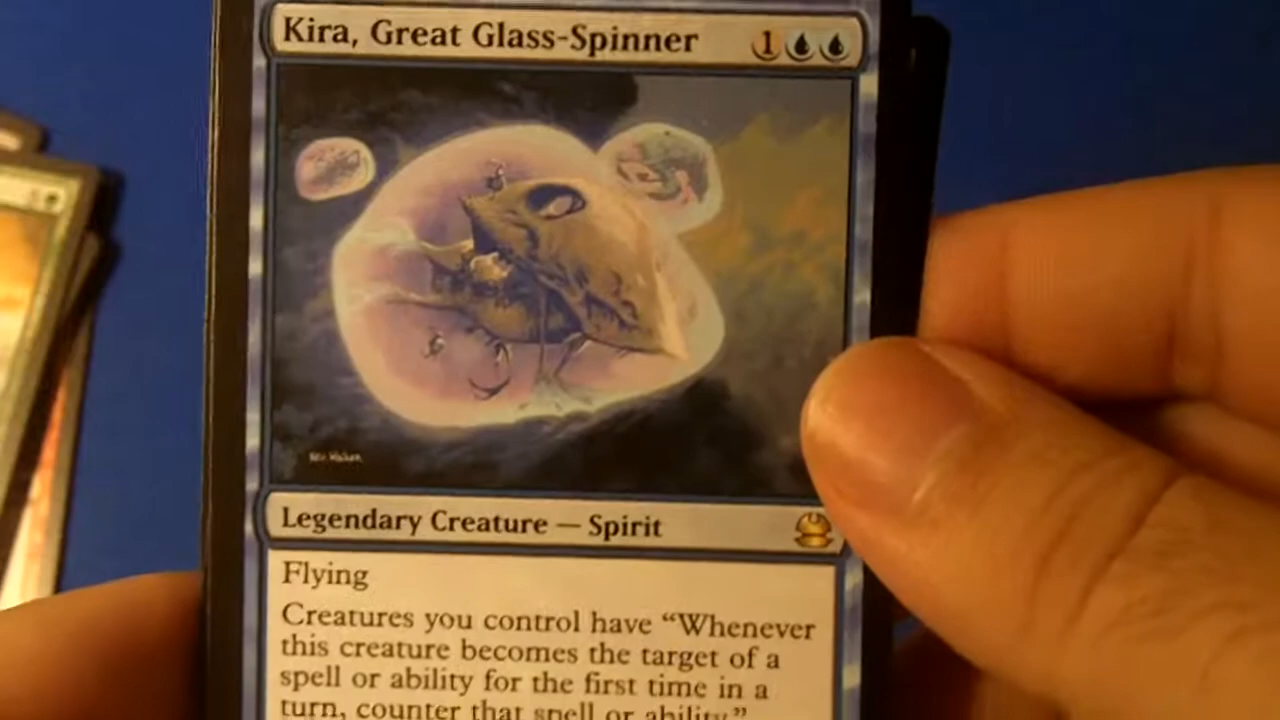 Kira, Great Glass-Spinner 1
Legendary Creature — Spirit
Flying
Creatures you control have “Whenever
this creature becomes the target of a
spell or ability for the first time in a
turn, counter that spell or ability.”